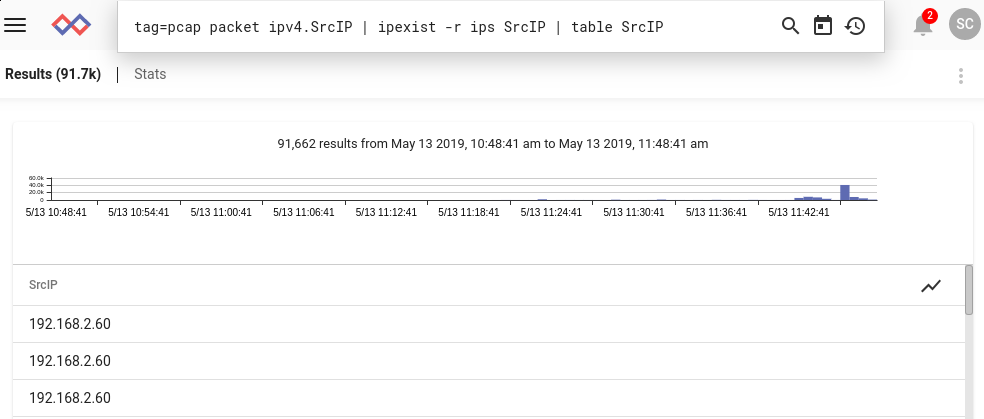 tag=pcap packet ipv4.SrcIP | ipexist -r ips SrcIP | table SrcIP
2
SC
Results (91.7k) | Stats
91,662 results from May 13 2019, 10:48:41 am to May 13 2019, 11:48:41 am
60.0k
40.0k
20.0k
0
5/13 10:48:41 5/13 10:54:41 5/13 11:00:41 5/13 11:06:41 5/13 11:12:41 5/13 11:18:41 5/13 11:24:41 5/13 11:30:41 5/13 11:36:41 5/13 11:42:41
SrcIP
192.168.2.60
192.168.2.60
192.168.2.60